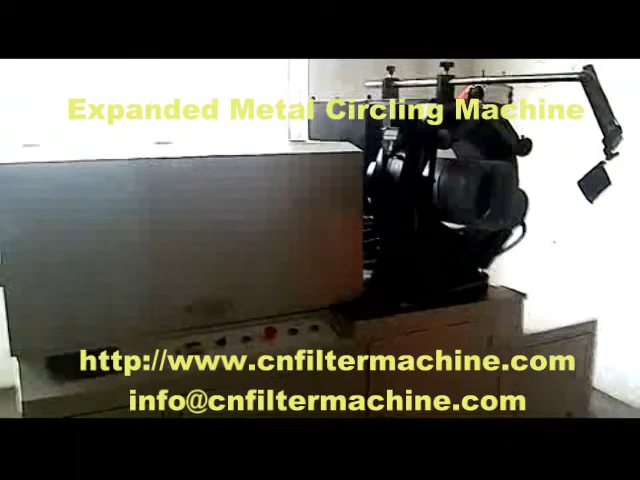 Expanded Metal Circling Machine
http://www.cnfiltermachine.com
info@cnfiltermachine.com